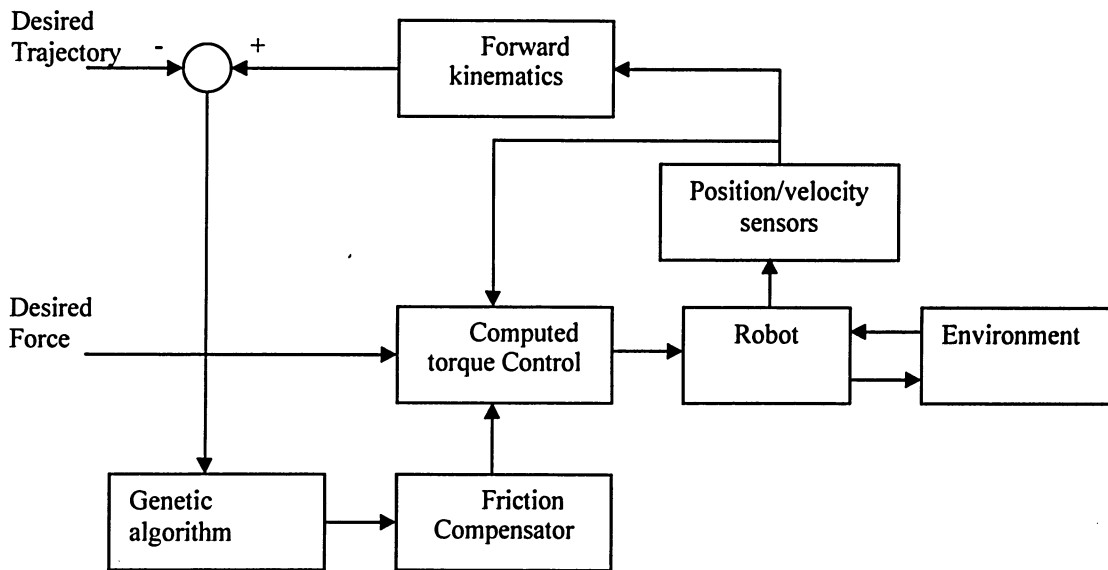 Desired
Trajectory
-
+
Forward
kinematics
Position/velocity
sensors
Desired
Force
Computed
torque Control
Robot
Environment
Genetic
algorithm
Friction
Compensator